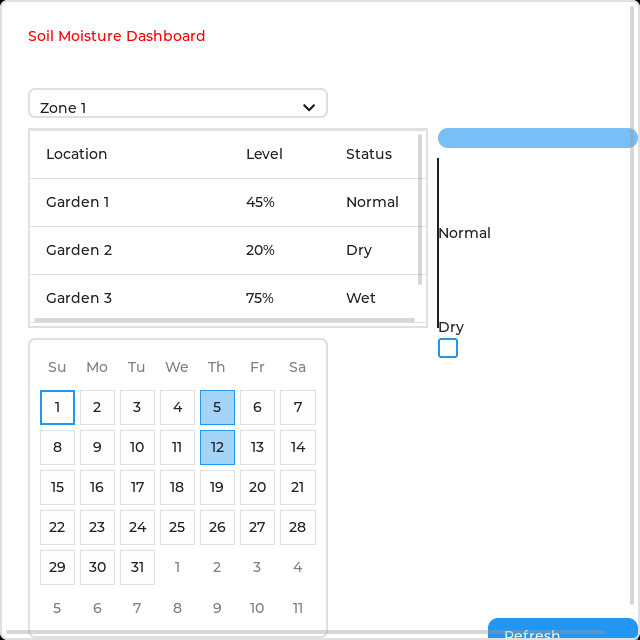 Soil Moisture Dashboard
Zone 1
Location Level Status
Garden 1 45% Normal
Garden 2 20% Dry
Garden 3 75% Wet
Normal
Dry
Su Mo Tu We Th Fr Sa
1 2 3 4 5 6 7
8 9 10 11 12 13 14
15 16 17 18 19 20 21
22 23 24 25 26 27 28
29 30 31 1 2 3 4
5 6 7 8 9 10 11
Refresh